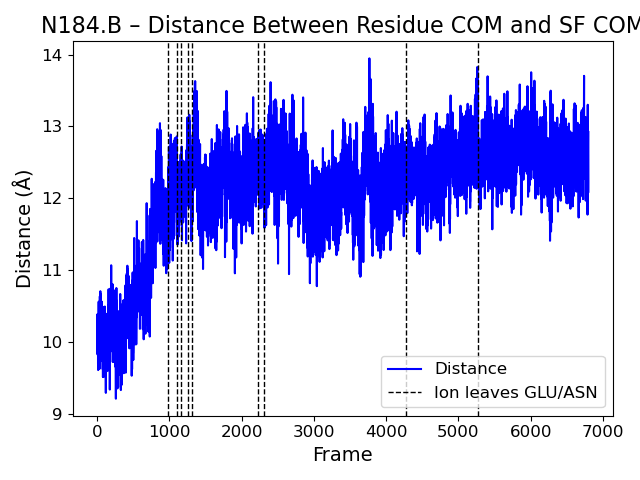 N184.B – Distance Between Residue COM and SF COM
14
13
12
11
10
9
Distance (Å)
Distance
Ion leaves GLU/ASN
0 1000 2000 3000 4000 5000 6000 7000
Frame